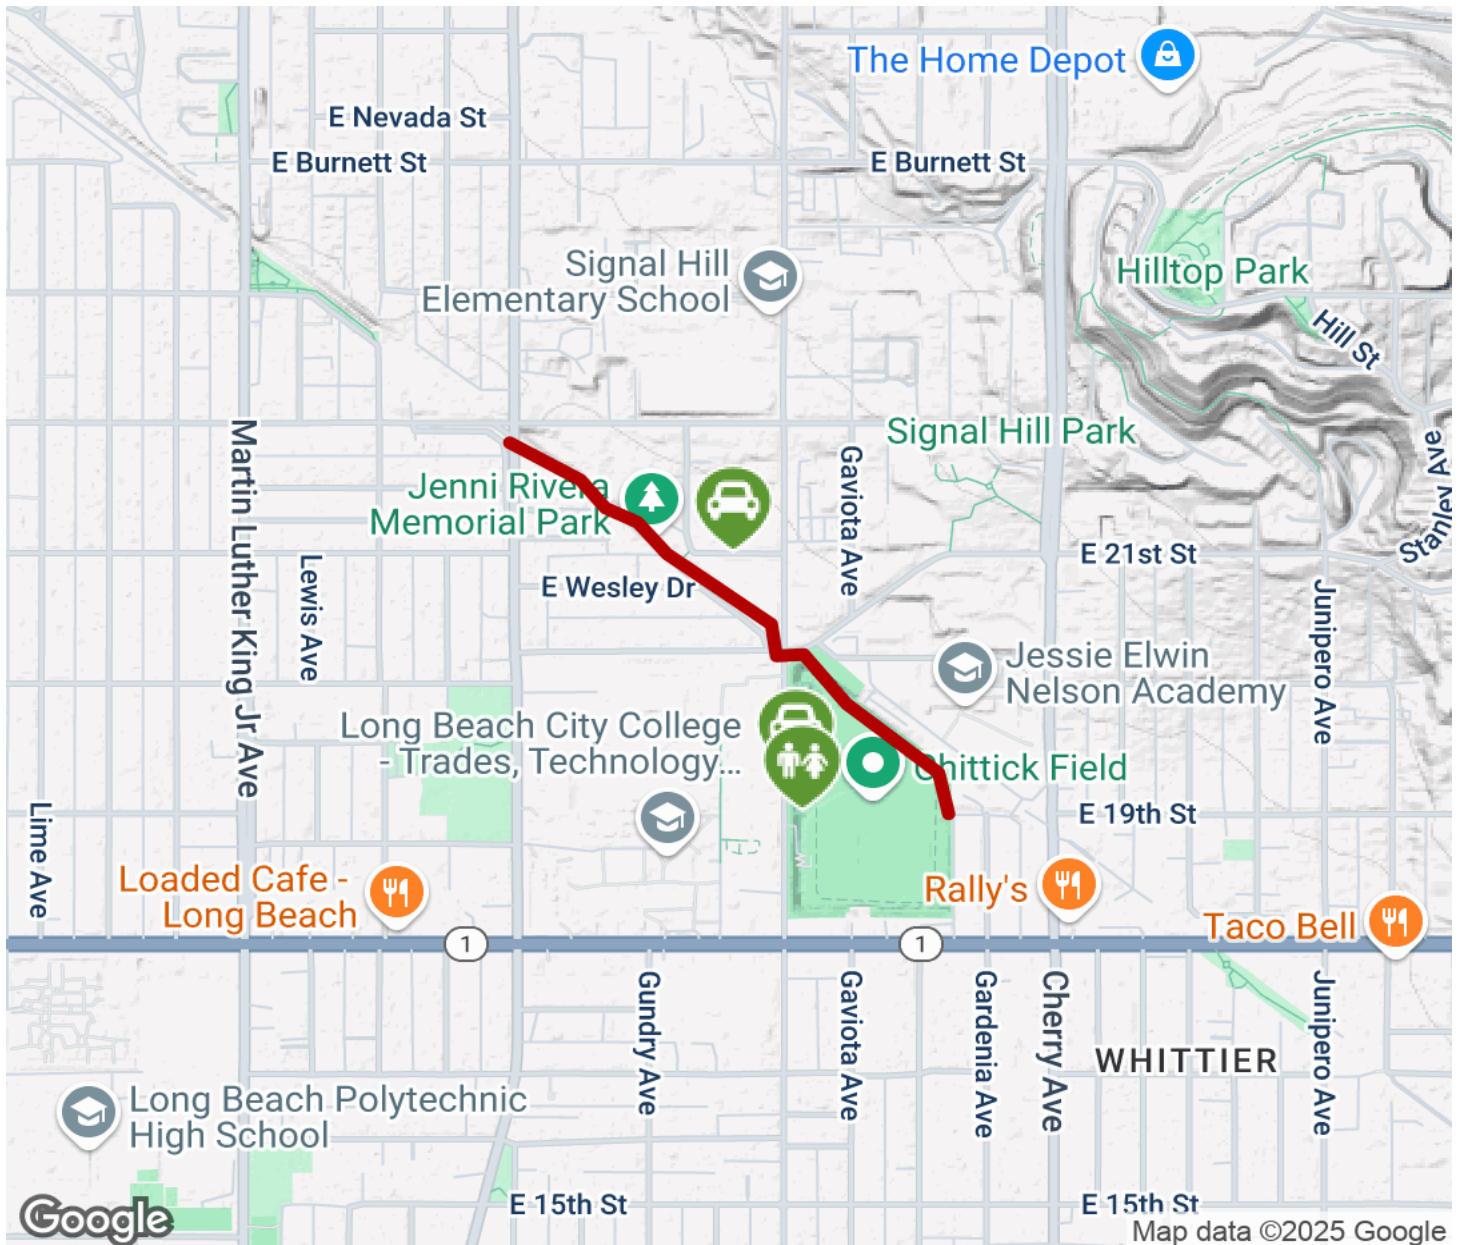 The Home Depot
E Nevada St
E Burnett St
E Burnett St
Signal Hill
Elementary School
Hilltop Park
Hill St
Signal Hill Park
Stanley Ave
Martin Luther King Jr Ave
Jenni Rivera
Memorial Park
Gaviota Ave
E 21st St
Lewis Ave
E Wesley Dr
Junipero Ave
Jessie Elwin
Nelson Academy
Long Beach City College
- Trades, Technology...
Chittick Field
Lime Ave
E 19th St
Loaded Cafe -
Long Beach
Rally's
Taco Bell
1
1
Gundry Ave
Gaviota Ave
Gardenia Ave
Cherry Ave
Junipero Ave
WHITTIER
Long Beach Polytechnic
High School
E 15th St
E 15th St
Google
Map data ©2025 Google